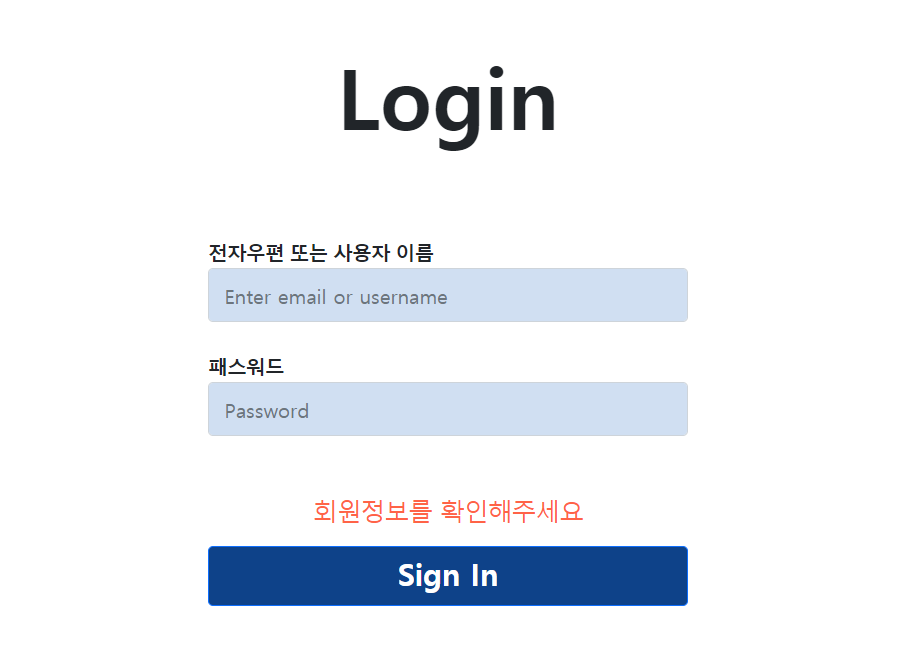 Login
전자우편 또는 사용자 이름
Enter email or username
패스워드
Password
회원정보를 확인해주세요
Sign In